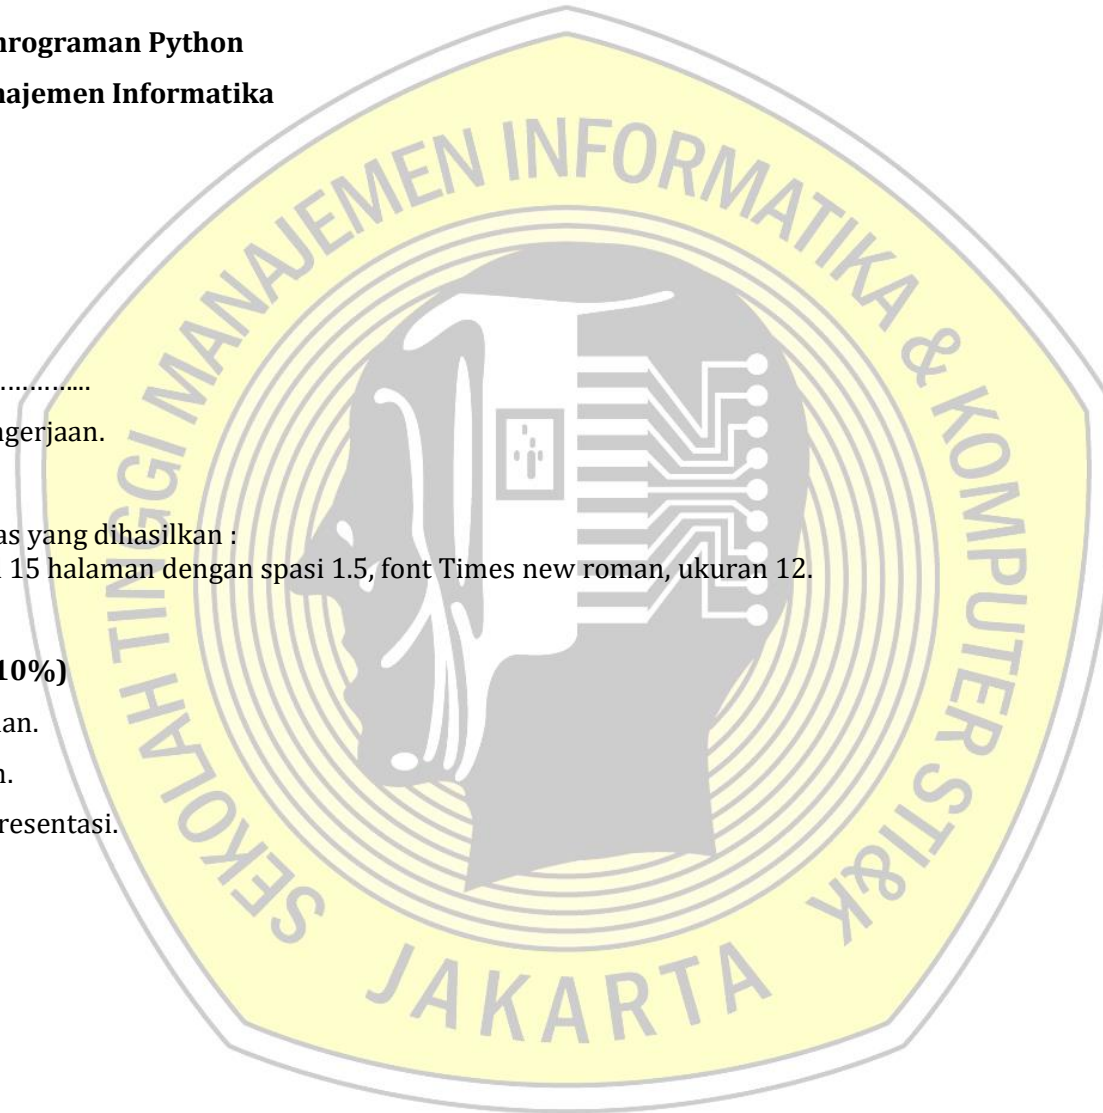 nrograman Python
najemen Informatika
…………...
ngerjaan.
as yang dihasilkan :
15 halaman dengan spasi 1.5, font Times new roman, ukuran 12.
10%)
an.
n.
resentasi.
SEKOLAH TINGGI MANAJEMEN INFORMATIKA & KOMPUTER STI&K
JAKARTA